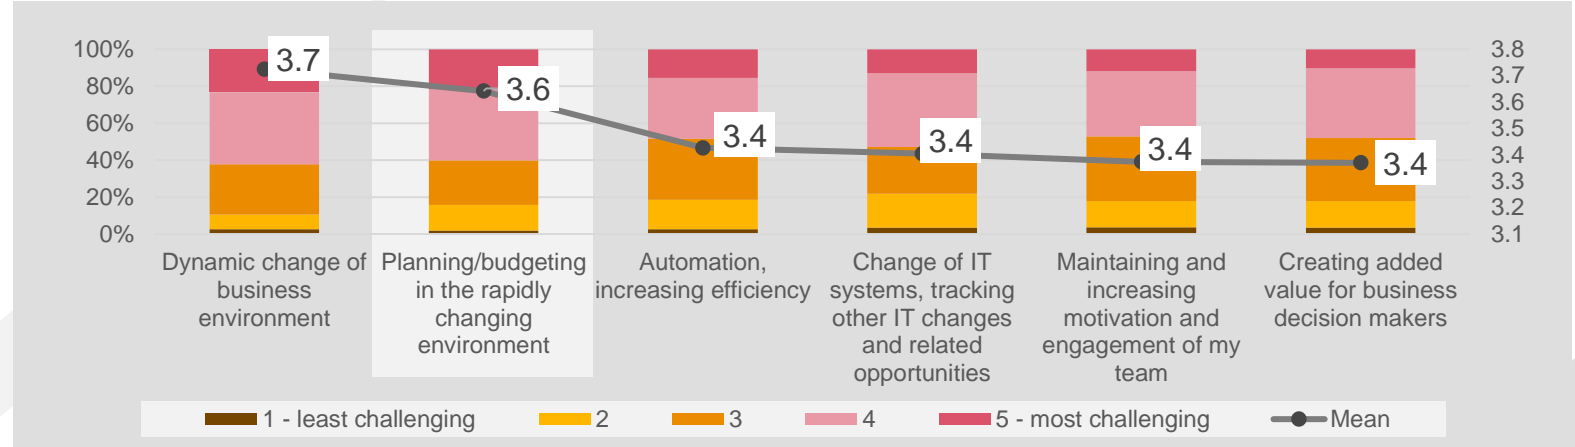 100%
80%
60%
40%
20%
0%
3.7
3.6
3.4
3.4
3.4
3.4
3.8
3.7
3.6
3.5
3.4
3.3
3.2
3.1
Dynamic change of
business
environment
Planning/budgeting
in the rapidly
changing
environment
Automation,
increasing efficiency
Change of IT
systems, tracking
other IT changes
and related
opportunities
Maintaining and
increasing
motivation and
engagement of my
team
Creating added
value for business
decision makers
1 - least challenging 2 3 4 5 - most challenging Mean